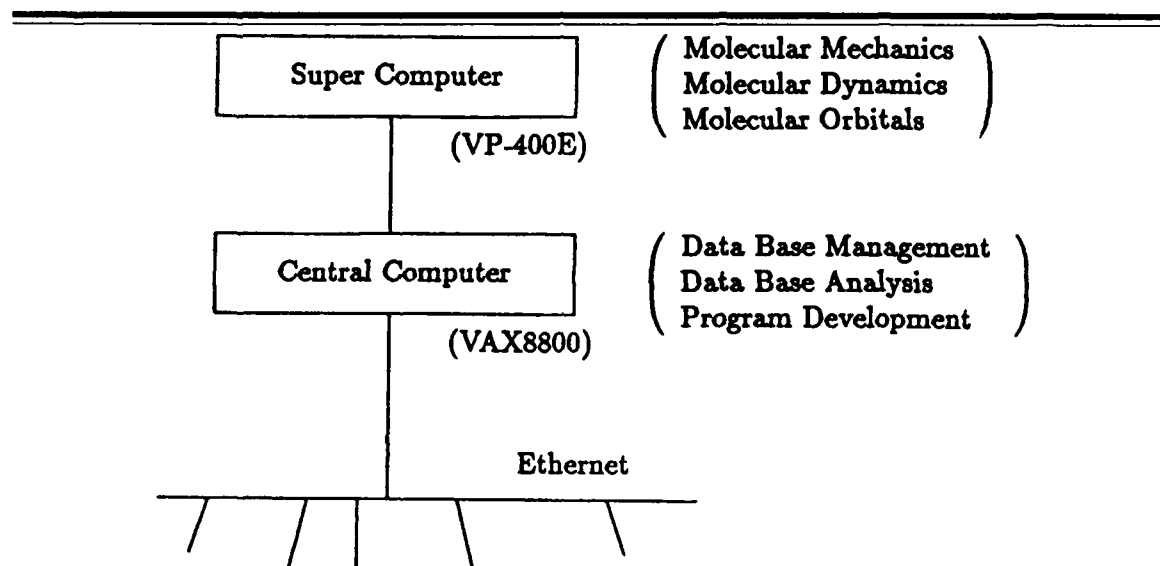 Super Computer
(VP-400E)
Molecular Mechanics
Molecular Dynamics
Molecular Orbitals
Central Computer
(VAX8800)
Data Base Management
Data Base Analysis
Program Development
Ethernet